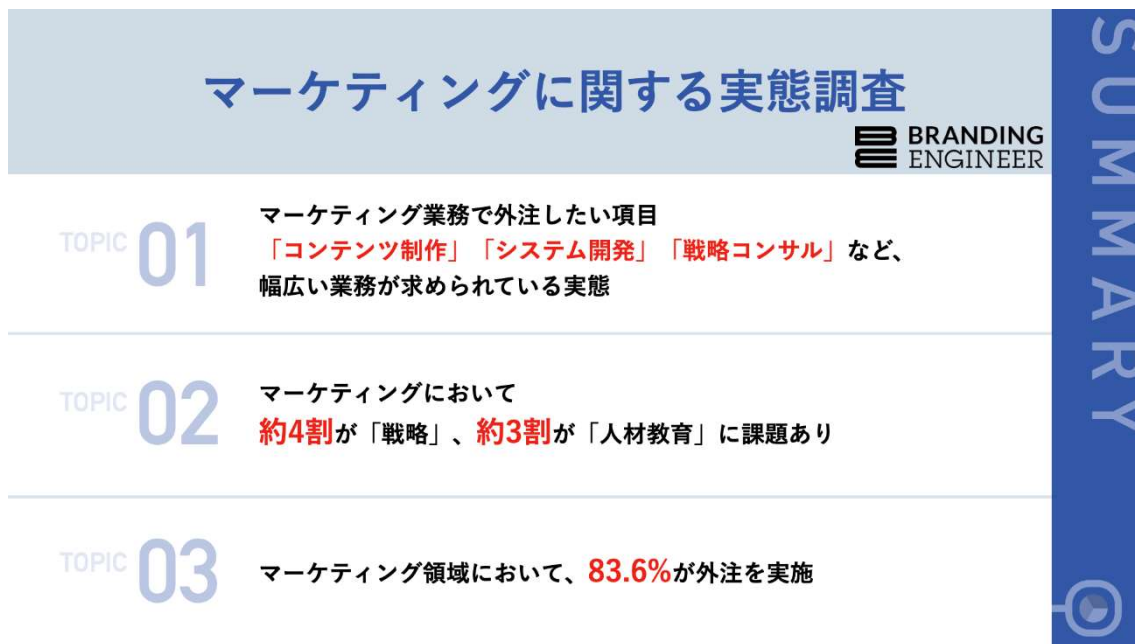 マーケティングに関する実態調査
BRANDING
ENGINEER
SUMMARY
TOPIC 01
マーケティング業務で外注したい項目
「コンテンツ制作」「システム開発」「戦略コンサル」など、
幅広い業務が求められている実態
TOPIC 02
マーケティングにおいて
約4割が「戦略」、約3割が「人材教育」に課題あり
TOPIC 03
マーケティング領域において、83.6%が外注を実施